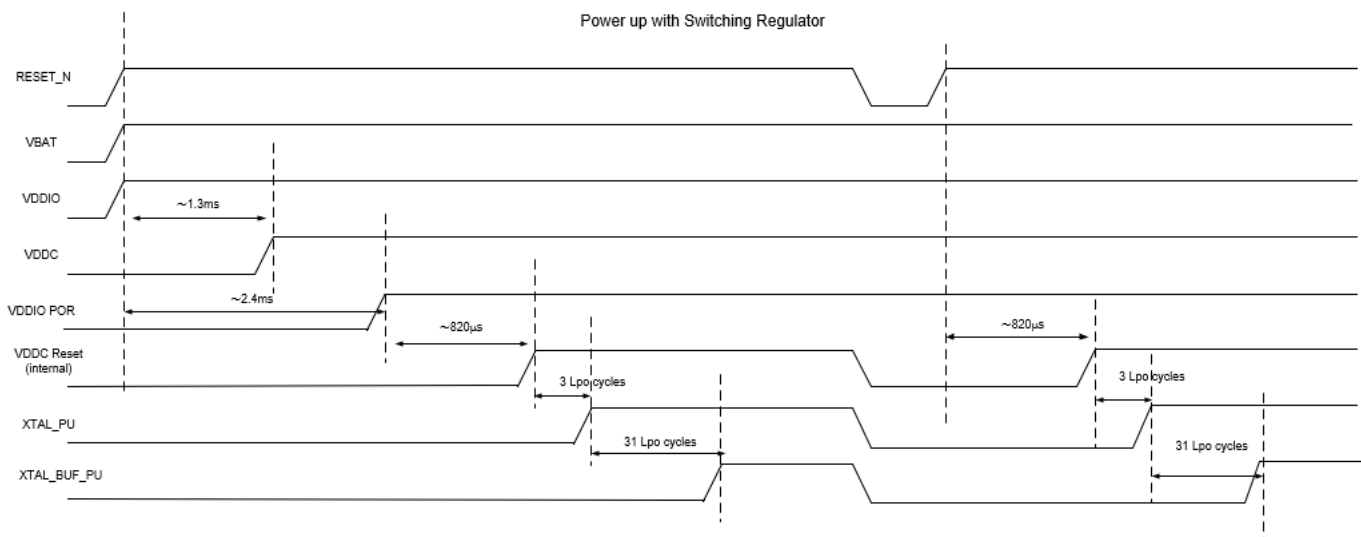 Power up with Switching Regulator
RESET_N
VBAT
VDDIO
~1.3ms
VDDC
~2.4ms
VDDIO POR
~820µs
~820µs
VDDC Reset
(internal)
3 Lpo cycles
3 Lpo cycles
XTAL_PU
31 Lpo cycles
31 Lpo cycles
XTAL_BUF_PU